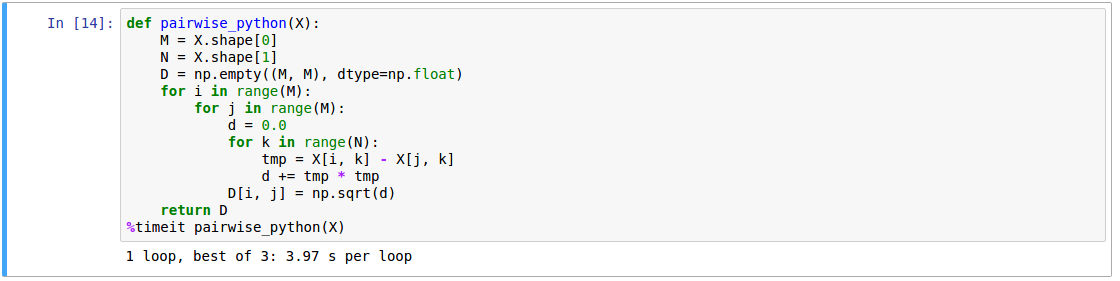 In [14]: def pairwise_python(X):
    M = X.shape[0]
    N = X.shape[1]
    D = np.empty((M, M), dtype=np.float)
    for i in range(M):
        for j in range(M):
            d = 0.0
            for k in range(N):
                tmp = X[i, k] - X[j, k]
                d += tmp * tmp
            D[i, j] = np.sqrt(d)
    return D
%timeit pairwise_python(X)
1 loop, best of 3: 3.97 s per loop